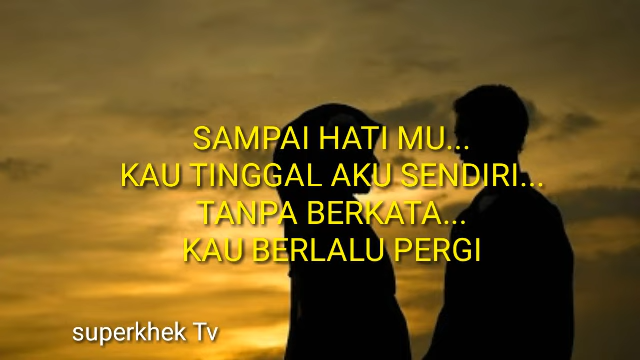 SAMPAI HATI MU...
KAU TINGGAL AKU SENDIRI...
TANPA BERKATA...
KAU BERLALU PERGI
superkhek Tv